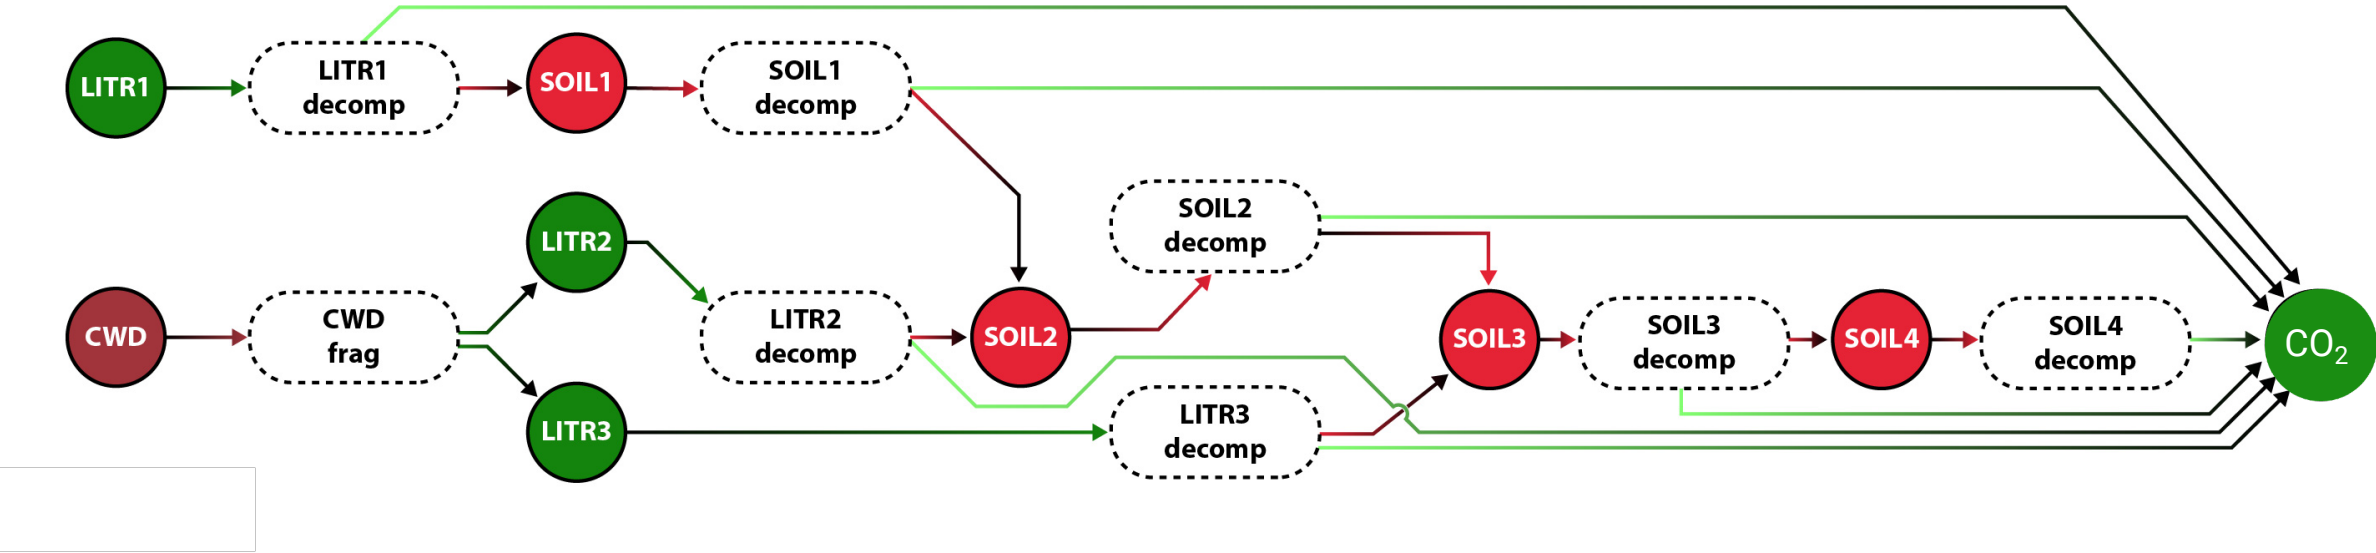 LITR1
LITR1
decomp
SOIL1
SOIL1
decomp
CWD
CWD
frag
LITR2
LITR3
LITR2
decomp
SOIL2
SOIL2
decomp
LITR3
decomp
SOIL3
SOIL3
decomp
SOIL4
SOIL4
decomp
CO₂